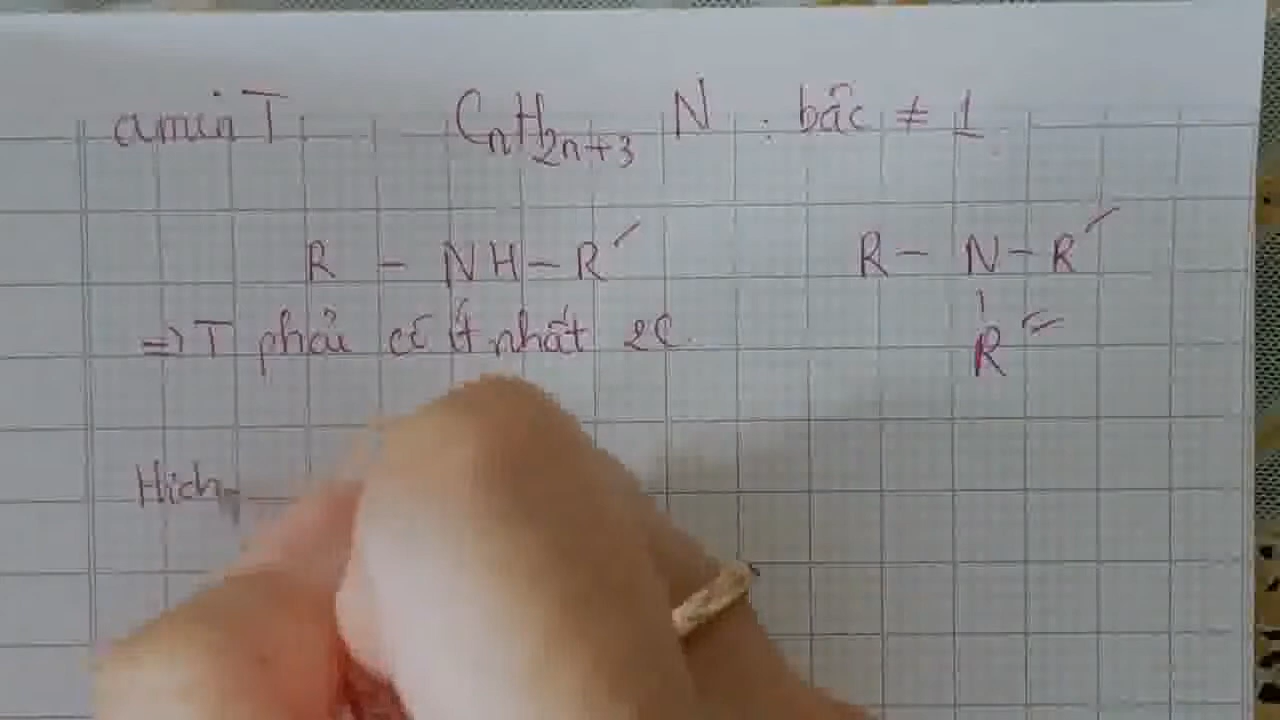 amin T CnH2n+3 N : bậc ≠ 1
R - NH - R' R - N - R'
R''
=> T phải có ít nhất 2C.